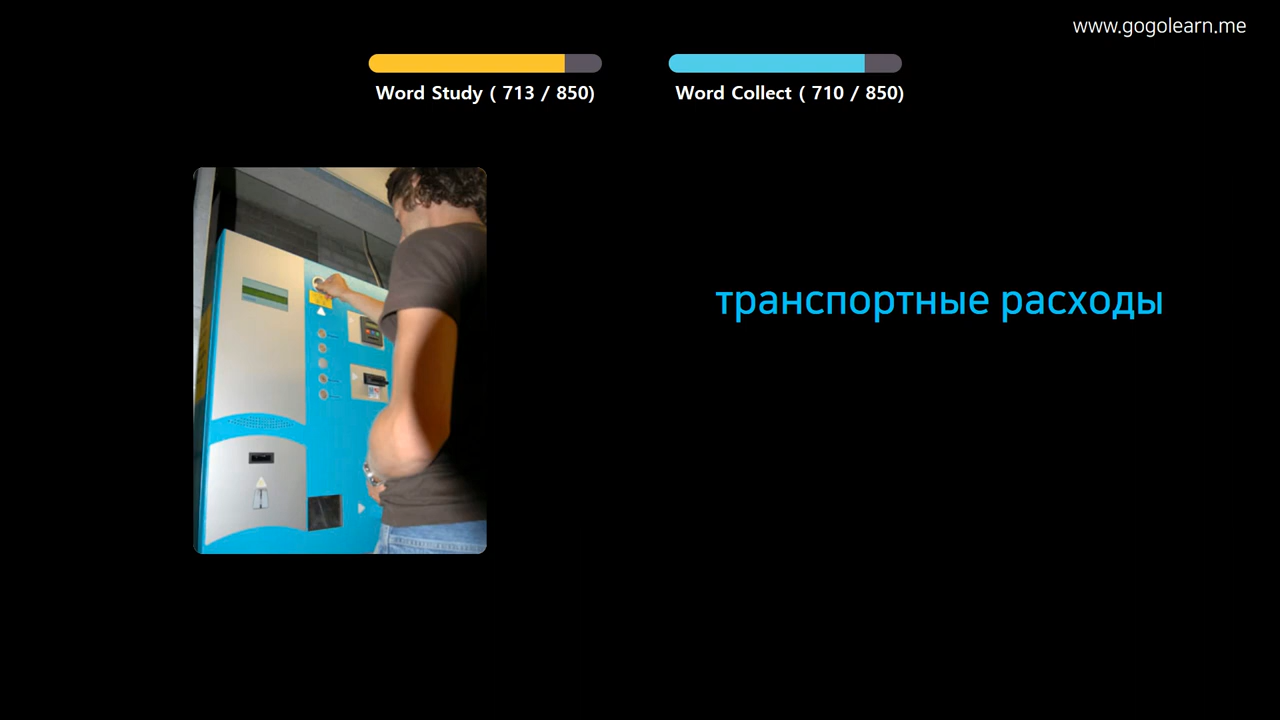 www.gogolearn.me
Word Study ( 713 / 850)
Word Collect ( 710 / 850)
транспортные расходы